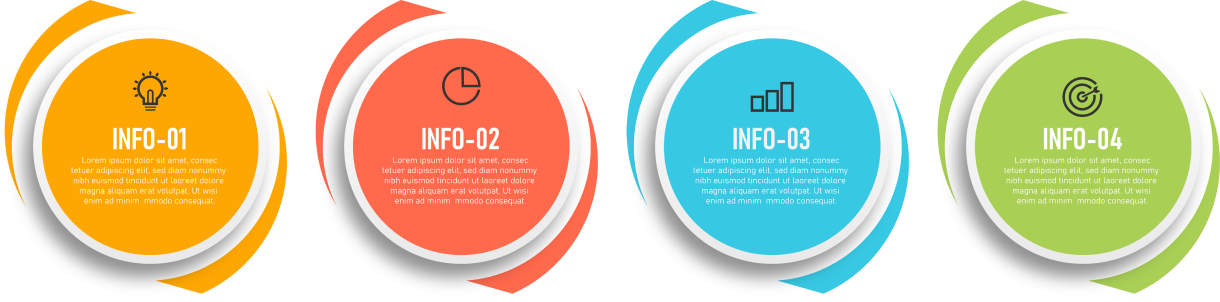 INFO-01
Lorem ipsum dolor sit amet, consec
tetuer adipiscing elit, sed diam nonummy
nibh euismod tincidunt ut laoreet dolore
magna aliquam erat volutpat. Ut wisi
enim ad minim mmodo consequat.
INFO-02
Lorem ipsum dolor sit amet, consec
tetuer adipiscing elit, sed diam nonummy
nibh euismod tincidunt ut laoreet dolore
magna aliquam erat volutpat. Ut wisi
enim ad minim mmodo consequat.
INFO-03
Lorem ipsum dolor sit amet, consec
tetuer adipiscing elit, sed diam nonummy
nibh euismod tincidunt ut laoreet dolore
magna aliquam erat volutpat. Ut wisi
enim ad minim mmodo consequat.
INFO-04
Lorem ipsum dolor sit amet, consec
tetuer adipiscing elit, sed diam nonummy
nibh euismod tincidunt ut laoreet dolore
magna aliquam erat volutpat. Ut wisi
enim ad minim mmodo consequat.